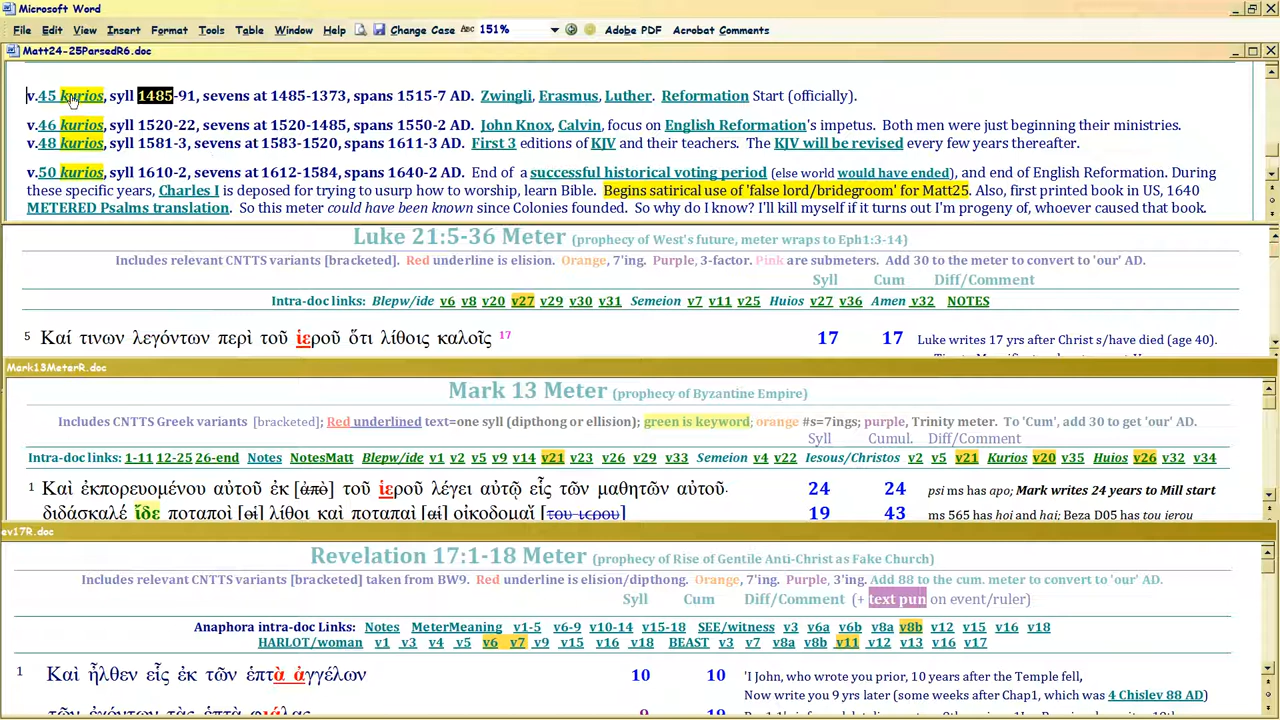 Microsoft Word
File Edit View Insert Format Tools Table Window Help Change Case Abc 151% Adobe PDF Acrobat Comments
Matt24-25ParsedR6.doc
v.45 kurios, syll 1485-91, sevens at 1485-1373, spans 1515-7 AD. Zwingli, Erasmus, Luther. Reformation Start (officially).
v.46 kurios, syll 1520-22, sevens at 1520-1485, spans 1550-2 AD. John Knox, Calvin, focus on English Reformation's impetus. Both men were just beginning their ministries.
v.48 kurios, syll 1581-3, sevens at 1583-1520, spans 1611-3 AD. First 3 editions of KJV and their teachers. The KJV will be revised every few years thereafter.
v.50 kurios, syll 1610-2, sevens at 1612-1584, spans 1640-2 AD. End of a successful historical voting period (else world would have ended), and end of English Reformation. During
these specific years, Charles I is deposed for trying to usurp how to worship, learn Bible. Begins satirical use of 'false lord/bridegroom' for Matt25. Also, first printed book in US, 1640
METERED Psalms translation. So this meter could have been known since Colonies founded. So why do I know? I'll kill myself if it turns out I'm progeny of, whoever caused that book.
Luke 21:5-36 Meter (prophecy of West's future, meter wraps to Eph1:3-14)
Includes relevant CNTTS variants [bracketed]. Red underline is elision. Orange, 7'ing. Purple, 3-factor. Pink are submeters. Add 30 to the meter to convert to 'our' AD.
Syll Cum Diff/Comment
Intra-doc links: Blepw/ide v6 v8 v20 v27 v29 v30 v31 Semeion v7 v11 v25 Huios v27 v36 Amen v32 NOTES
5 Καί τινων λεγόντων περὶ τοῦ ἱεροῦ ὅτι λίθοις καλοῖς 17 17 17 Luke writes 17 yrs after Christ s/have died (age 40).
Mark13MeterR.doc
Mark 13 Meter (prophecy of Byzantine Empire)
Includes CNTTS Greek variants [bracketed]; Red underlined text=one syll (dipthong or ellision); green is keyword; orange #s=7ings; purple, Trinity meter. To 'Cum', add 30 to get 'our' AD.
Syll Cumul. Diff/Comment
Intra-doc links: 1-11 12-25 26-end Notes NotesMatt Blepw/ide v1 v2 v5 v9 v14 v21 v23 v26 v29 v33 Semeion v4 v22 Iesous/Christos v2 v5 v21 Kurios v20 v35 Huios v26 v32 v34
1 Καὶ ἐκπορευομένου αὐτοῦ ἐκ [ἀπὸ] τοῦ ἱεροῦ λέγει αὐτῷ εἷς τῶν μαθητῶν αὐτοῦ· 24 24 psi ms has apo; Mark writes 24 years to Mill start
διδάσκαλέ ἴδε ποταποὶ [οἱ] λίθοι καὶ ποταπαὶ [αἱ] οἰκοδομαί [του ιερου] 19 43 ms 565 has hoi and hai; Beza D05 has tou ierou
ev17R.doc
Revelation 17:1-18 Meter (prophecy of Rise of Gentile Anti-Christ as Fake Church)
Includes relevant CNTTS variants [bracketed] taken from BW9. Red underline is elision/dipthong. Orange, 7'ing. Purple, 3'ing. Add 88 to the cum. meter to convert to 'our' AD.
Syll Cum Diff/Comment (+ text pun on event/ruler)
Anaphora intra-doc Links: Notes MeterMeaning v1-5 v6-9 v10-14 v15-18 SEE/witness v3 v6a v6b v8a v8b v12 v15 v16 v18
HARLOT/woman v1 v3 v4 v5 v6 v7 v9 v15 v16 v18 BEAST v3 v7 v8a v8b v11 v12 v13 v16 v17
1 Καὶ ἦλθεν εἷς ἐκ τῶν ἑπτὰ ἀγγέλων 10 10 'I John, who wrote you prior, 10 years after the Temple fell,
Now write you 9 yrs later (some weeks after Chap1, which was 4 Chislev 88 AD)